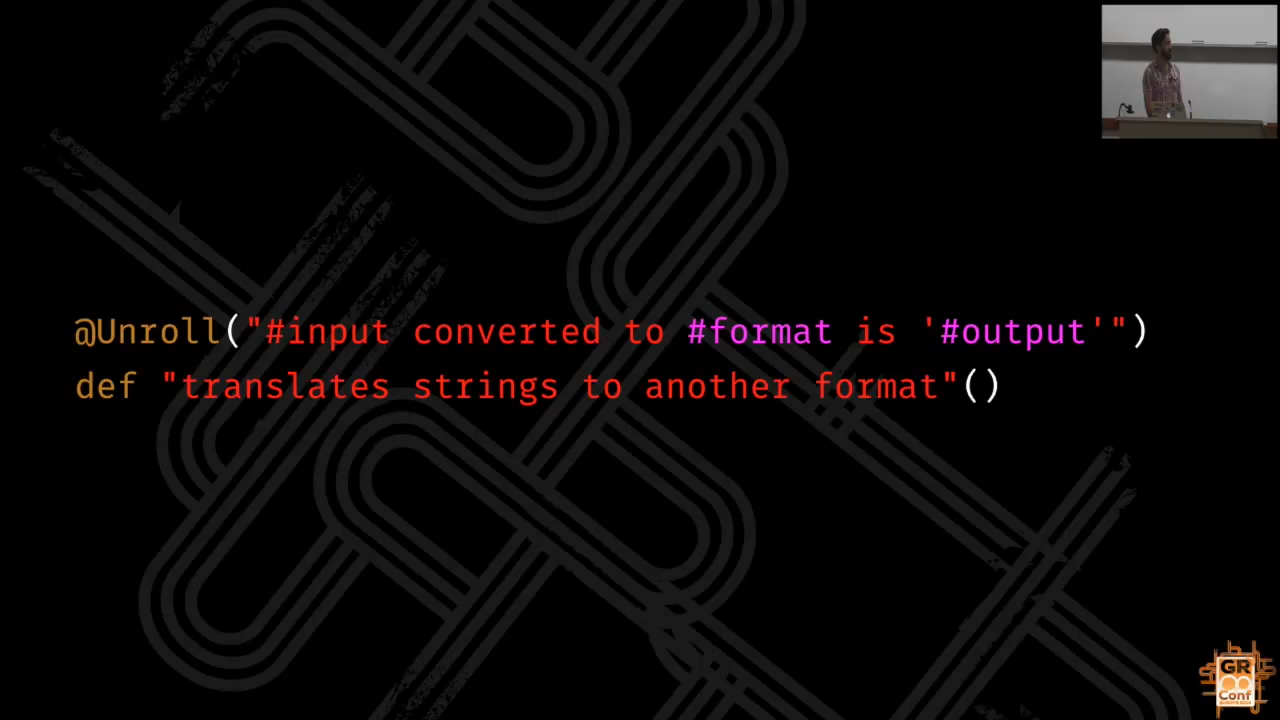 @Unroll("#input converted to #format is '#output'")
def "translates strings to another format"()
GR
Conf